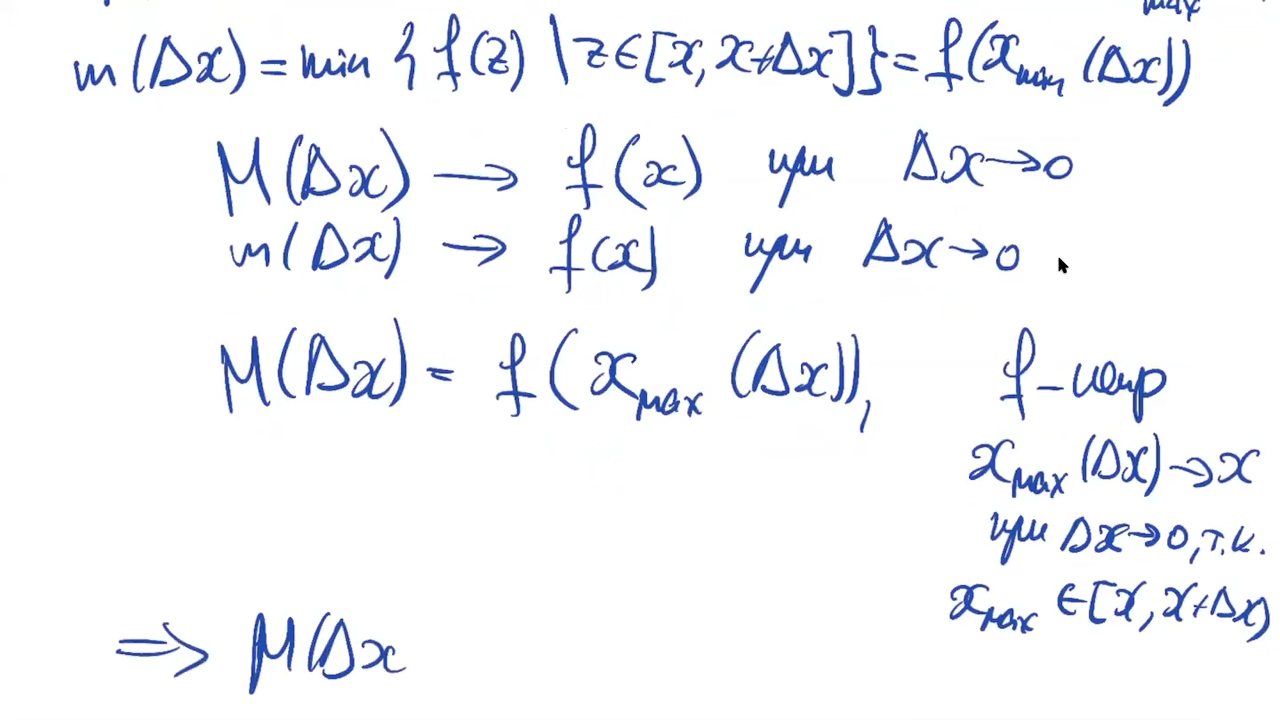 max
m(Δx) = min { f(z) | z ∈ [x, x+Δx] } = f(x_min (Δx))
M(Δx) → f(x) при Δx → 0
m(Δx) → f(x) при Δx → 0
M(Δx) = f(x_max (Δx)), f – непр
x_max (Δx) → x
при Δx → 0, т.к.
x_max ∈ [x, x+Δx)
⇒ M(Δx